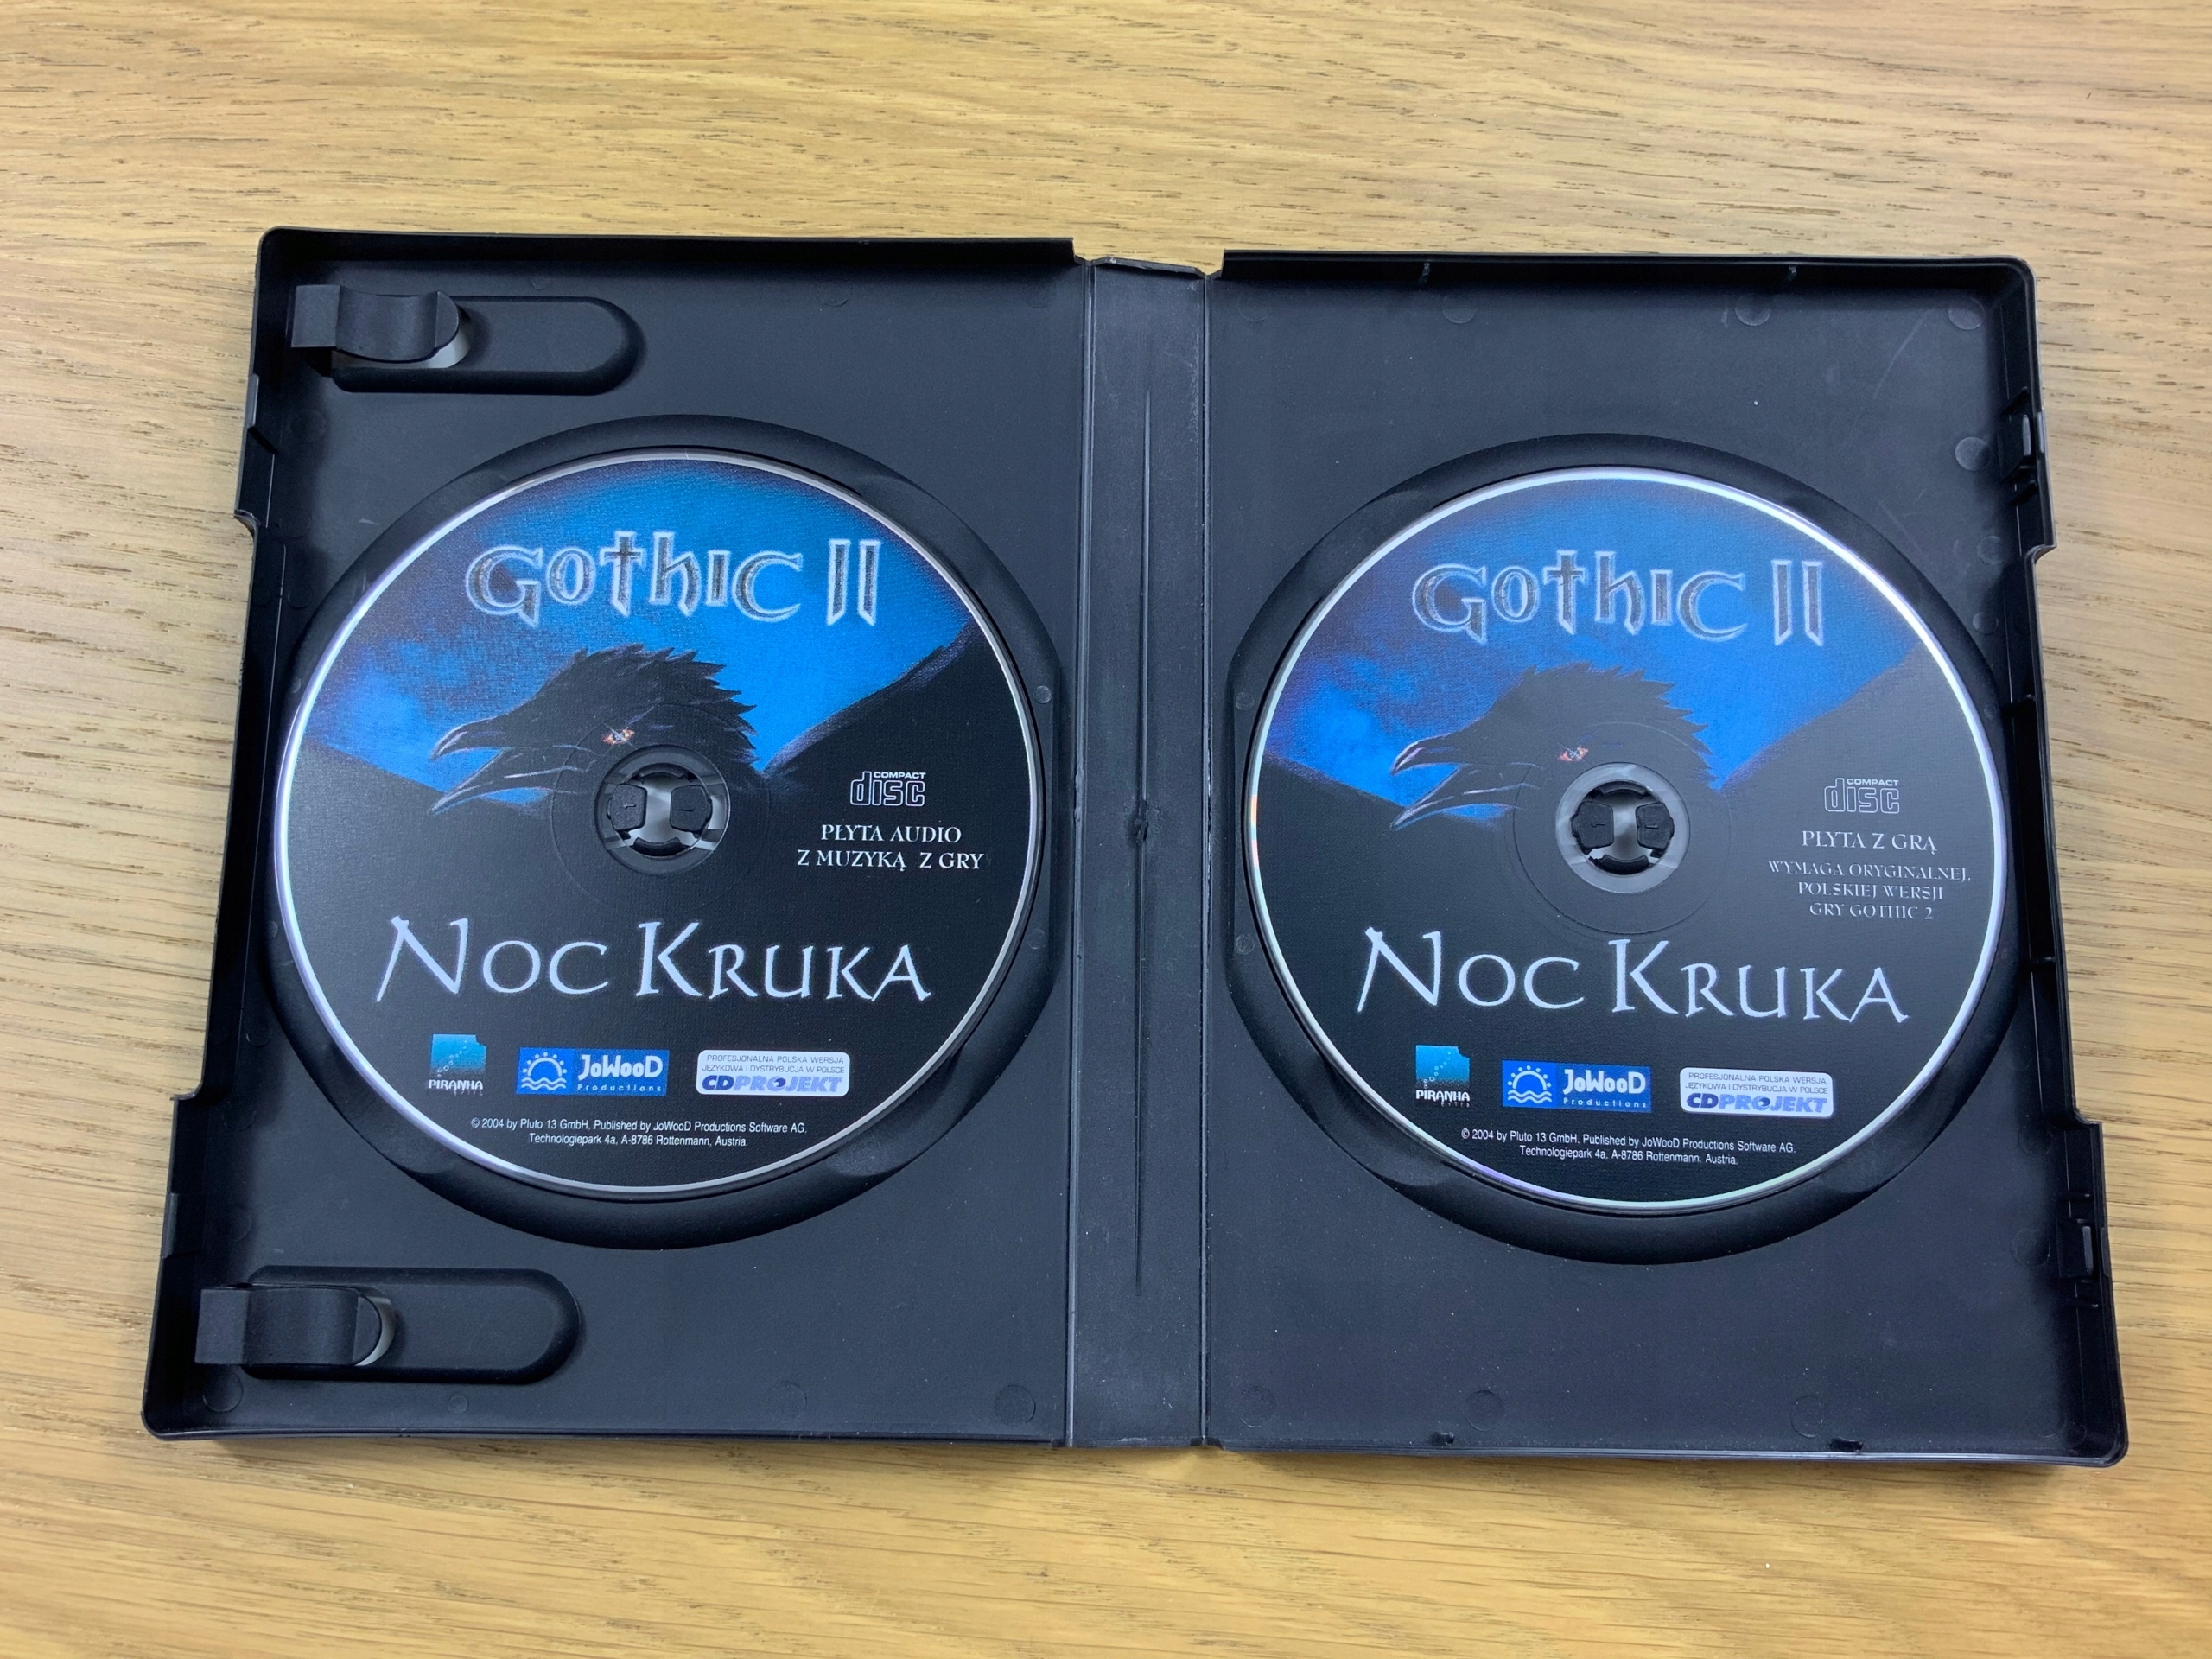 Gothic II
COMPACT
disc
PŁYTA AUDIO
Z MUZYKĄ Z GRY
NOC KRUKA
PIRANHA
BYTES
JoWooD
Productions
PROFESJONALNA POLSKA WERSJA
JĘZYKOWA I DYSTRYBUCJA W POLSCE
CDPROJEKT
© 2004 by Pluto 13 GmbH. Published by JoWooD Productions Software AG,
Technologiepark 4a, A-8786 Rottenmann, Austria.
Gothic II
COMPACT
disc
PŁYTA Z GRĄ
WYMAGA ORYGINALNEJ,
POLSKIEJ WERSJI
GRY GOTHIC 2
NOC KRUKA
PIRANHA
BYTES
JoWooD
Productions
PROFESJONALNA POLSKA WERSJA
JĘZYKOWA I DYSTRYBUCJA W POLSCE
CDPROJEKT
© 2004 by Pluto 13 GmbH. Published by JoWooD Productions Software AG,
Technologiepark 4a, A-8786 Rottenmann, Austria.